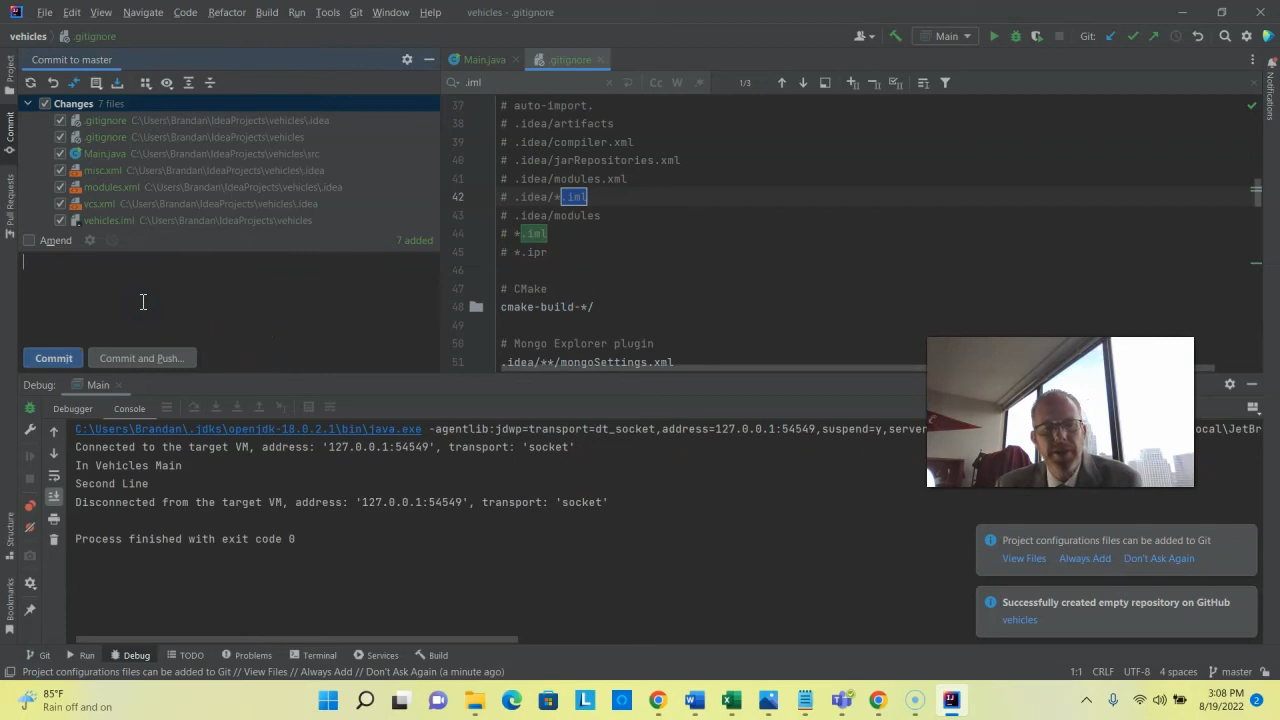 File Edit View Navigate Code Refactor Build Run Tools Git Window Help vehicles - .gitignore
vehicles .gitignore Main Git:
Project
Commit
Pull Requests
Commit to master
Changes 7 files
.gitignore C:\Users\Brandan\IdeaProjects\vehicles\.idea
.gitignore C:\Users\Brandan\IdeaProjects\vehicles
Main.java C:\Users\Brandan\IdeaProjects\vehicles\src
misc.xml C:\Users\Brandan\IdeaProjects\vehicles\.idea
modules.xml C:\Users\Brandan\IdeaProjects\vehicles\.idea
vcs.xml C:\Users\Brandan\IdeaProjects\vehicles\.idea
vehicles.iml C:\Users\Brandan\IdeaProjects\vehicles
Amend 7 added
Commit Commit and Push...
Main.java .gitignore
.iml Cc W .* 1/3
37 # auto-import.
38 # .idea/artifacts
39 # .idea/compiler.xml
40 # .idea/jarRepositories.xml
41 # .idea/modules.xml
42 # .idea/*.iml
43 # .idea/modules
44 # *.iml
45 # *.ipr
46
47 # CMake
48 cmake-build-*/
49
50 # Mongo Explorer plugin
51 .idea/**/mongoSettings.xml
Notifications
Debug: Main
Debugger Console
C:\Users\Brandan\.jdks\openjdk-18.0.2.1\bin\java.exe -agentlib:jdwp=transport=dt_socket,address=127.0.0.1:54549,suspend=y,server ocal\JetBr
Connected to the target VM, address: '127.0.0.1:54549', transport: 'socket'
In Vehicles Main
Second Line
Disconnected from the target VM, address: '127.0.0.1:54549', transport: 'socket'
Process finished with exit code 0
Structure
Bookmarks
Project configurations files can be added to Git
View Files Always Add Don't Ask Again
Successfully created empty repository on GitHub
vehicles
Git Run Debug TODO Problems Terminal Services Build
Project configurations files can be added to Git // View Files // Always Add // Don't Ask Again (a minute ago) 1:1 CRLF UTF-8 4 spaces master
85°F
Rain off and on
3:08 PM
8/19/2022
2